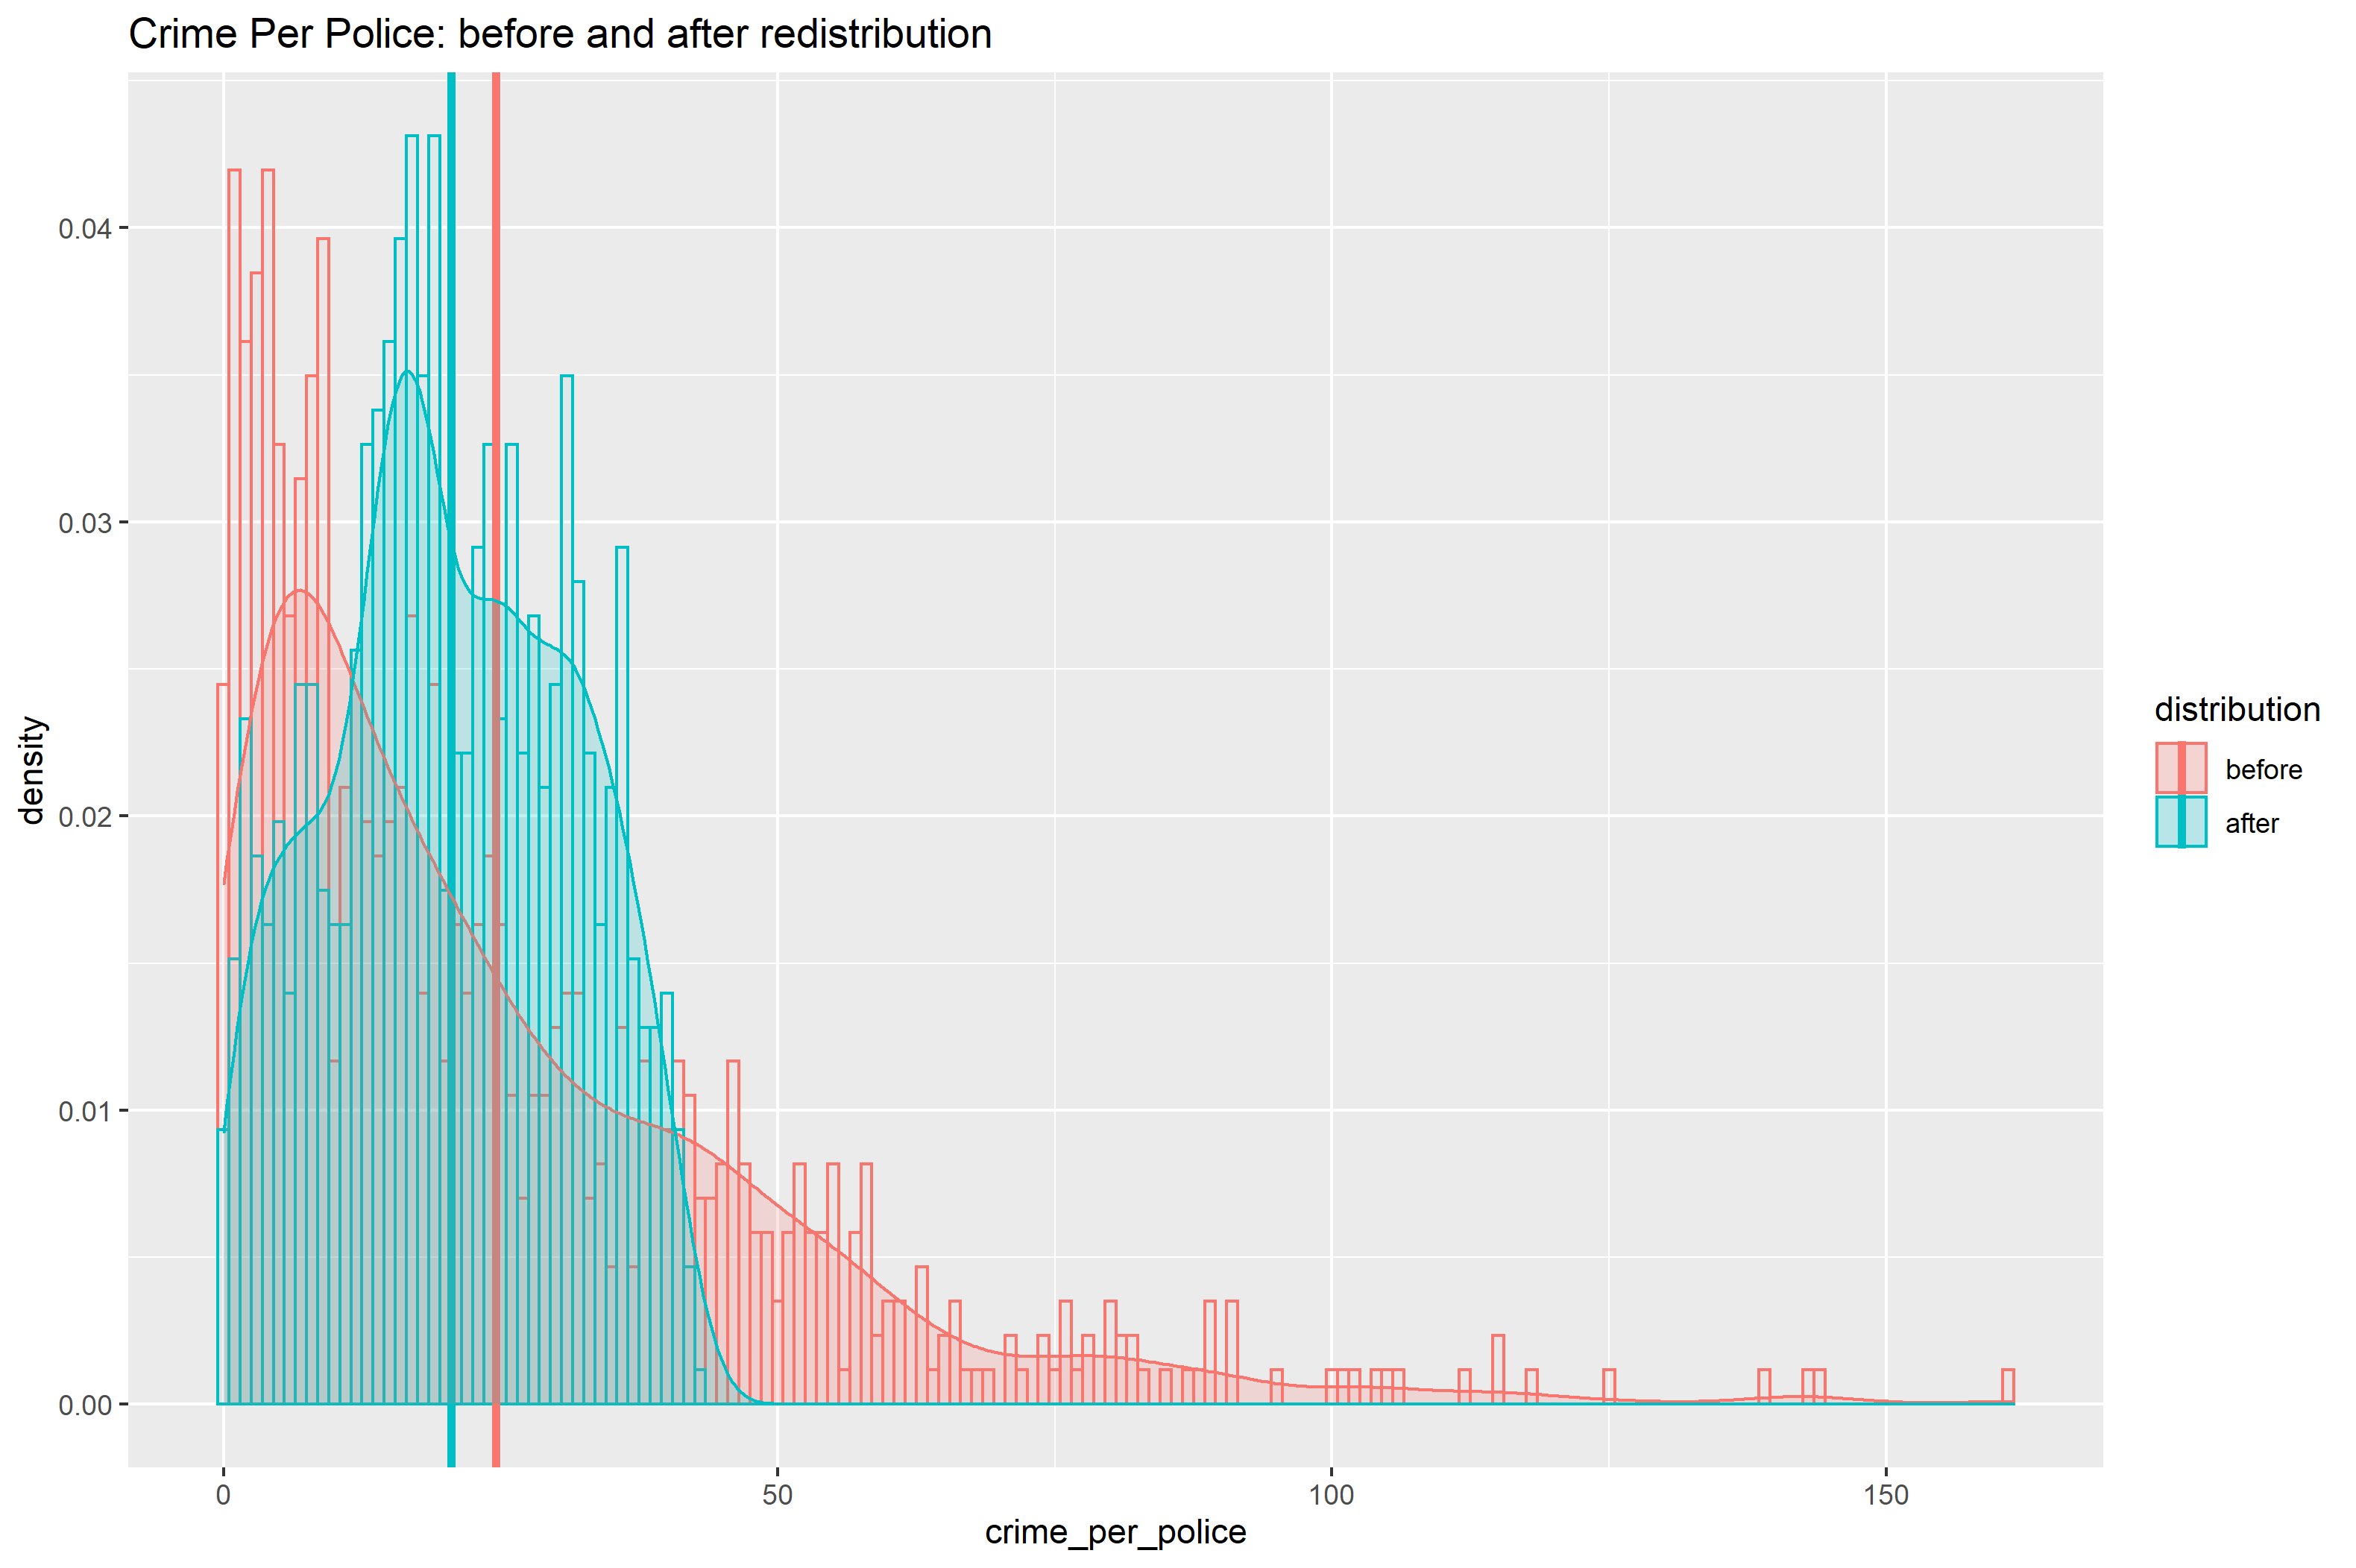 Crime Per Police: before and after redistribution
0.04
0.03
0.02
0.01
0.00
density
0 50 100 150
crime_per_police
distribution
before
after